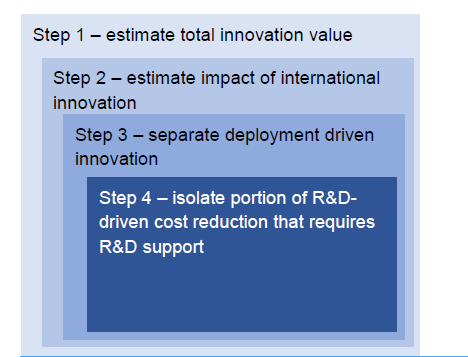 Step 1 – estimate total innovation value
Step 2 – estimate impact of international
innovation
Step 3 – separate deployment driven
innovation
Step 4 – isolate portion of R&D-
driven cost reduction that requires
R&D support